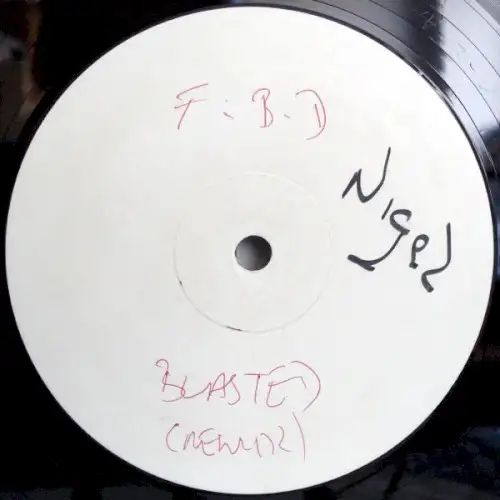 F.B.D
Nigel
BLASTED
(REMIX)